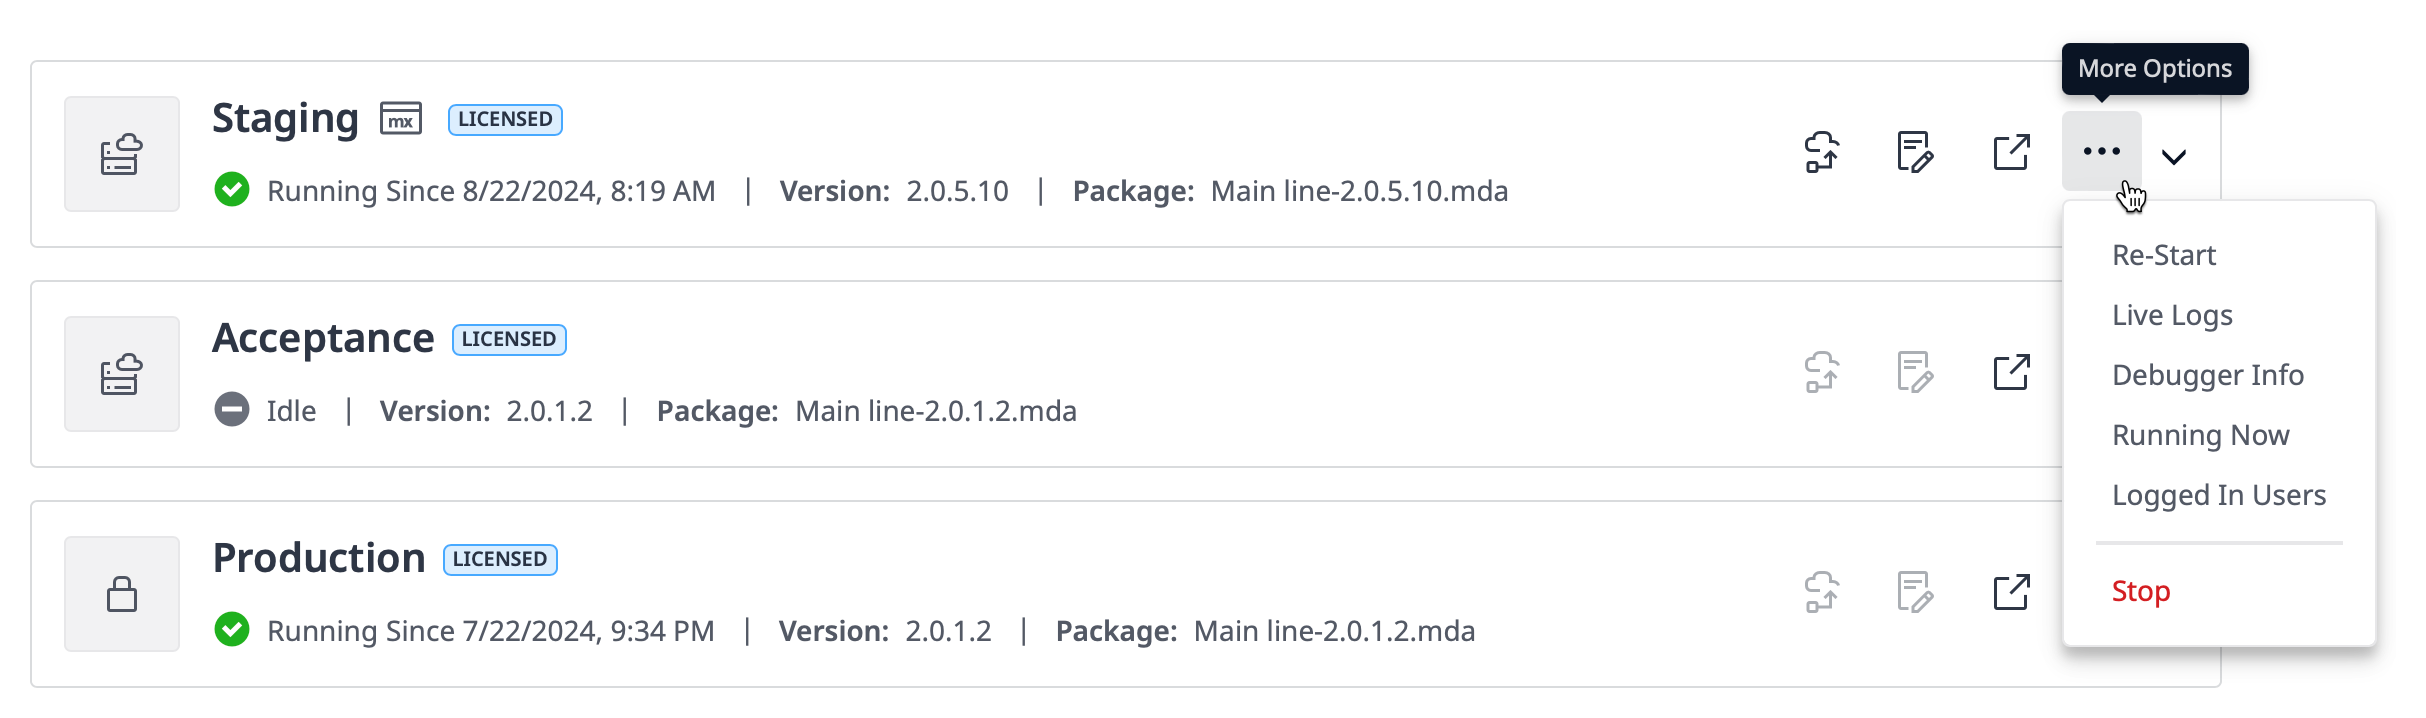 More Options
Staging mx LICENSED
Running Since 8/22/2024, 8:19 AM | Version: 2.0.5.10 | Package: Main line-2.0.5.10.mda
Re-Start
Live Logs
Debugger Info
Running Now
Logged In Users
Stop
Acceptance LICENSED
Idle | Version: 2.0.1.2 | Package: Main line-2.0.1.2.mda
Production LICENSED
Running Since 7/22/2024, 9:34 PM | Version: 2.0.1.2 | Package: Main line-2.0.1.2.mda